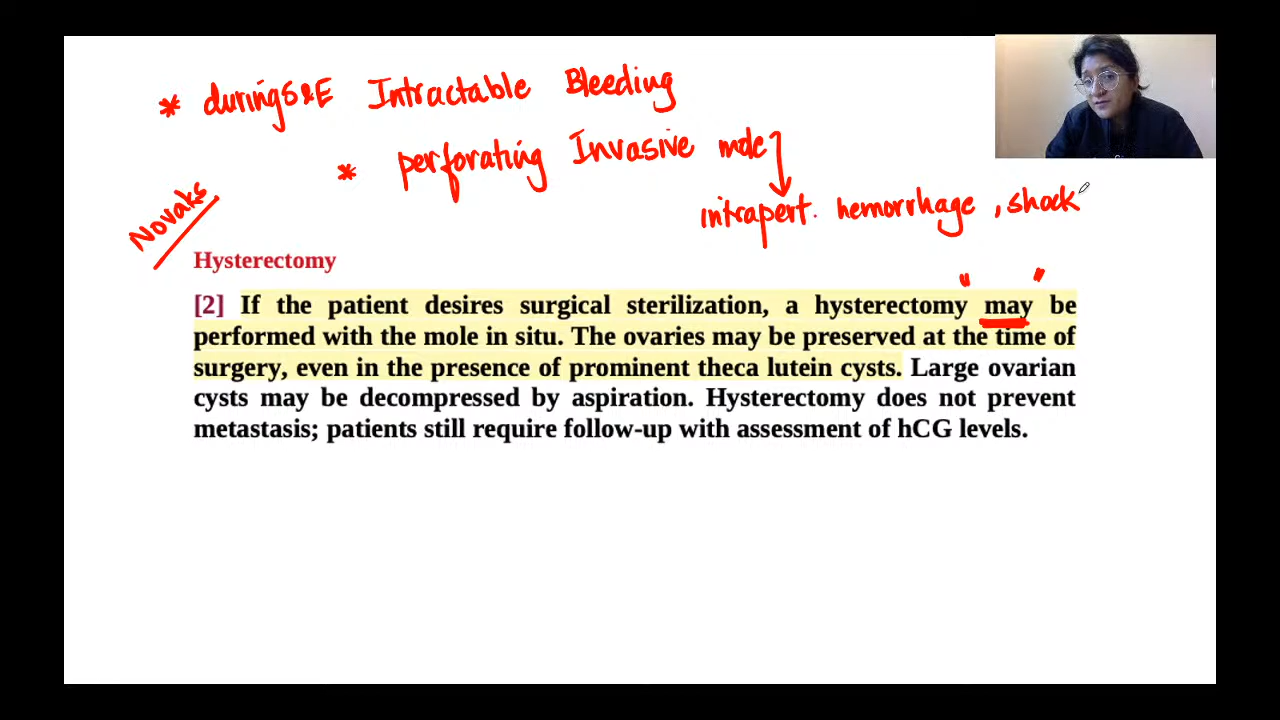 * during S&E Intractable Bleeding
* perforating Invasive mole
intrapert. hemorrhage, shock
Novaks
Hysterectomy
[2] If the patient desires surgical sterilization, a hysterectomy " may " be
performed with the mole in situ. The ovaries may be preserved at the time of
surgery, even in the presence of prominent theca lutein cysts. Large ovarian
cysts may be decompressed by aspiration. Hysterectomy does not prevent
metastasis; patients still require follow-up with assessment of hCG levels.